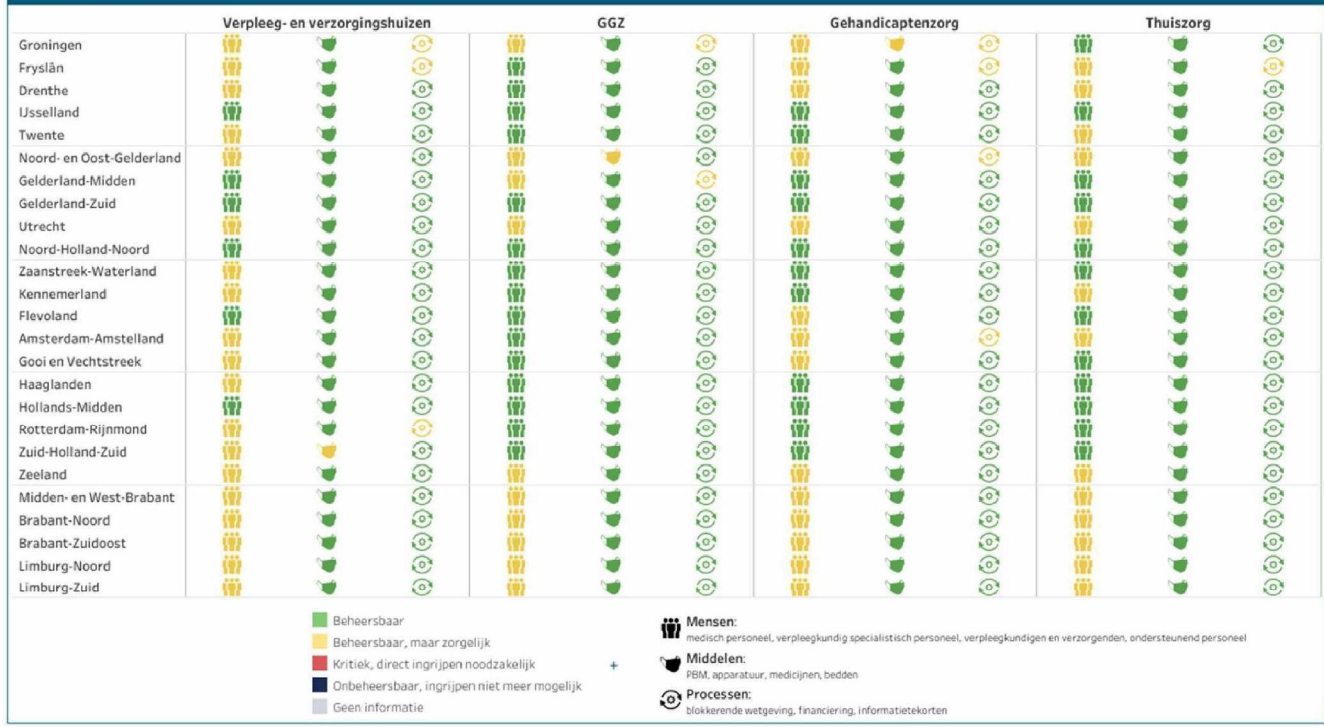 Verpleeg- en verzorgingshuizen GGZ Gehandicaptenzorg Thuiszorg
Groningen
Fryslân
Drenthe
IJsselland
Twente
Noord- en Oost-Gelderland
Gelderland-Midden
Gelderland-Zuid
Utrecht
Noord-Holland-Noord
Zaanstreek-Waterland
Kennemerland
Flevoland
Amsterdam-Amstelland
Gooi en Vechtstreek
Haaglanden
Hollands-Midden
Rotterdam-Rijnmond
Zuid-Holland-Zuid
Zeeland
Midden- en West-Brabant
Brabant-Noord
Brabant-Zuidoost
Limburg-Noord
Limburg-Zuid
Beheersbaar
Beheersbaar, maar zorgelijk
Kritiek, direct ingrijpen noodzakelijk +
Onbeheersbaar, ingrijpen niet meer mogelijk
Geen informatie
Mensen:
medisch personeel, verpleegkundig specialistisch personeel, verpleegkundigen en verzorgenden, ondersteunend personeel
Middelen:
PBM, apparatuur, medicijnen, bedden
Processen:
blokkerende wetgeving, financiering, informatietekorten